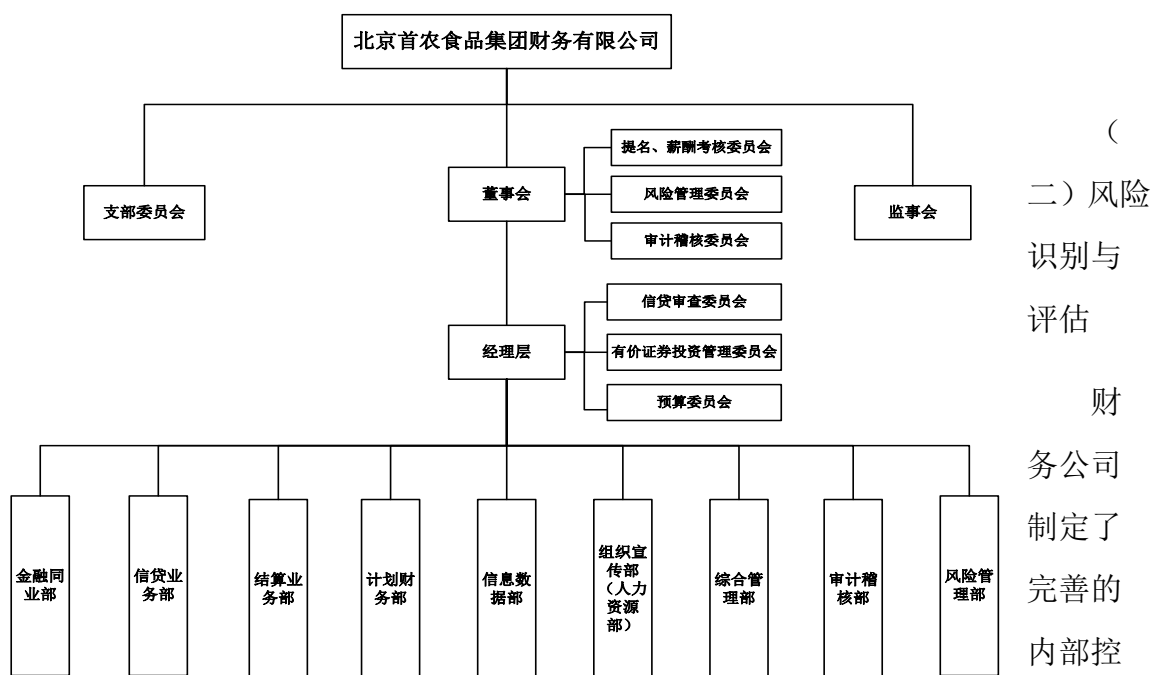 北京首农食品集团财务有限公司
提名、薪酬考核委员会
董事会
风险管理委员会
支部委员会
监事会
审计稽核委员会
信贷审查委员会
经理层
有价证券投资管理委员会
预算委员会
金融同
业部
信贷业
务部
结算业
务部
计划财
务部
信息数
据部
组织宣
传部
（人力
资源
部）
综合管
理部
审计稽
核部
风险管
理部
（
二）风险
识别与
评估
财
务公司
制定了
完善的
内部控